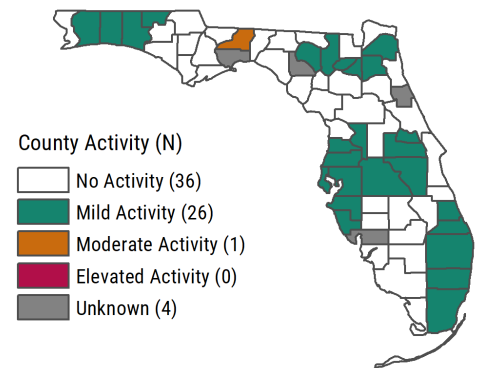 County Activity (N)
No Activity (36)
Mild Activity (26)
Moderate Activity (1)
Elevated Activity (0)
Unknown (4)